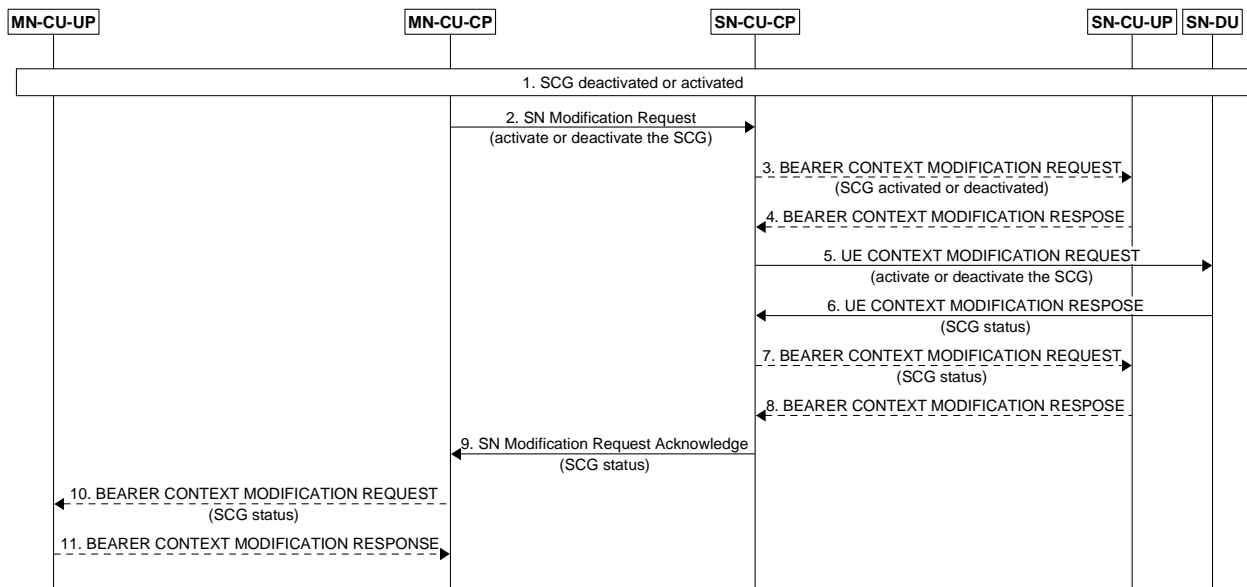 MN-CU-UP
MN-CU-CP
SN-CU-CP
SN-CU-UP
SN-DU
1. SCG deactivated or activated
2. SN Modification Request
(activate or deactivate the SCG)
3. BEARER CONTEXT MODIFICATION REQUEST
(SCG activated or deactivated)
4. BEARER CONTEXT MODIFICATION RESPOSE
5. UE CONTEXT MODIFICATION REQUEST
(activate or deactivate the SCG)
6. UE CONTEXT MODIFICATION RESPOSE
(SCG status)
7. BEARER CONTEXT MODIFICATION REQUEST
(SCG status)
8. BEARER CONTEXT MODIFICATION RESPOSE
9. SN Modification Request Acknowledge
(SCG status)
10. BEARER CONTEXT MODIFICATION REQUEST
(SCG status)
11. BEARER CONTEXT MODIFICATION RESPONSE